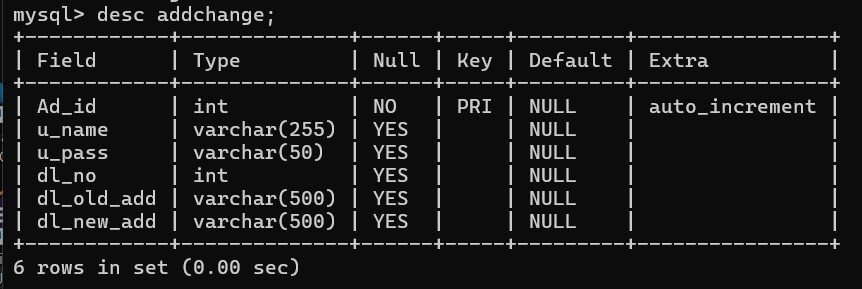 mysql> desc addchange;
+------------+--------------+------+-----+---------+----------------+
| Field      | Type         | Null | Key | Default | Extra          |
+------------+--------------+------+-----+---------+----------------+
| Ad_id      | int          | NO   | PRI | NULL    | auto_increment |
| u_name     | varchar(255) | YES  |     | NULL    |                |
| u_pass     | varchar(50)  | YES  |     | NULL    |                |
| dl_no      | int          | YES  |     | NULL    |                |
| dl_old_add | varchar(500) | YES  |     | NULL    |                |
| dl_new_add | varchar(500) | YES  |     | NULL    |                |
+------------+--------------+------+-----+---------+----------------+
6 rows in set (0.00 sec)